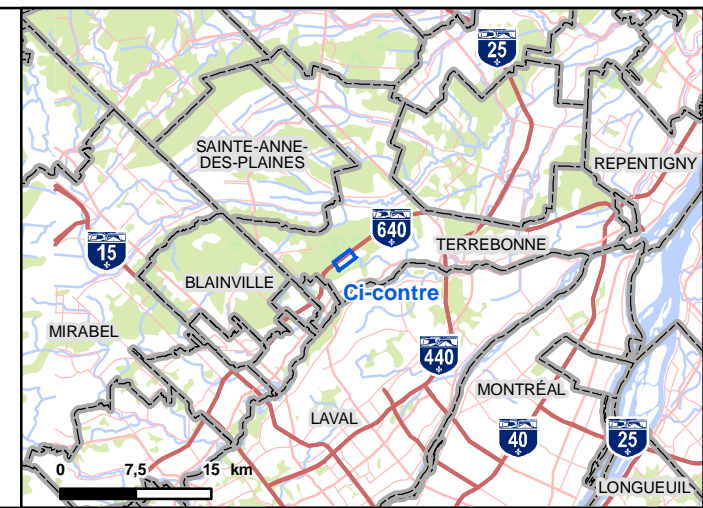 25
SAINTE-ANNE-
DES-PLAINES
REPENTIGNY
640
TERREBONNE
15
BLAINVILLE
Ci-contre
MIRABEL
440
MONTRÉAL
LAVAL
40
25
0 7,5 15 km
LONGUEUIL